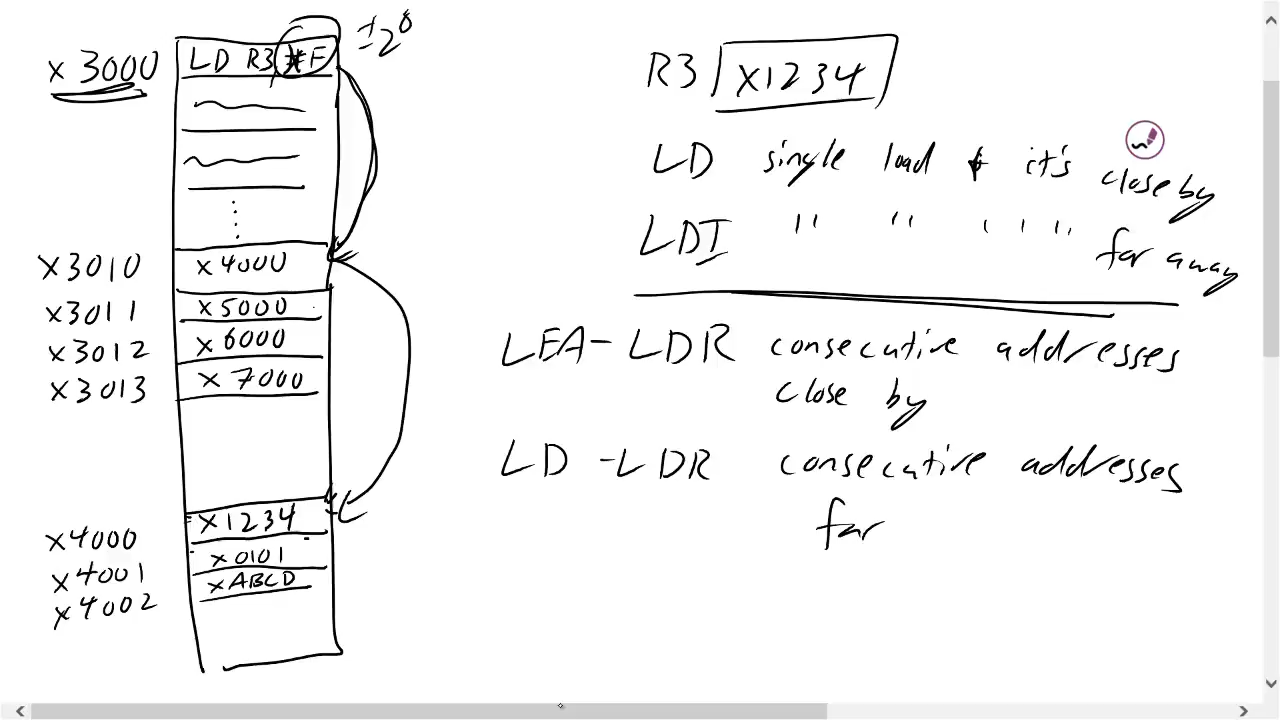 ±2⁸
x3000 LD R3 xF
x3010 x4000
x3011 x5000
x3012 x6000
x3013 x7000
x4000 x1234
x4001 x0101
x4002 xABCD
R3 x1234
LD single load & it's close by
LDI " " " " far away
LEA-LDR consecutive addresses
close by
LD-LDR consecutive addresses
far